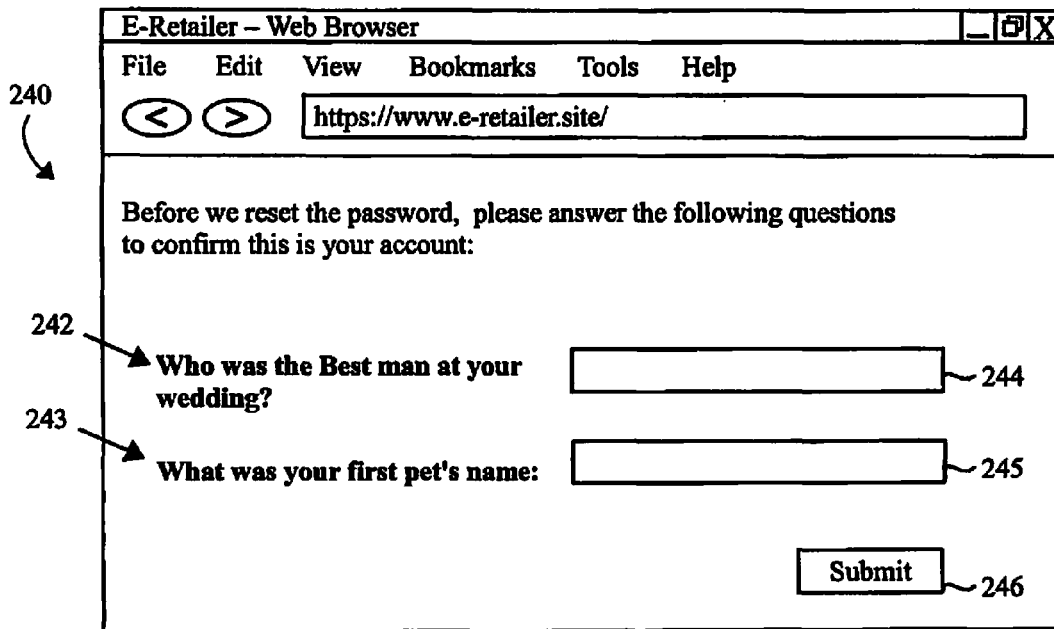 E-Retailer – Web Browser
_ X
File Edit View Bookmarks Tools Help
240
< >
https://www.e-retailer.site/
Before we reset the password, please answer the following questions
to confirm this is your account:
242
Who was the Best man at your
wedding?
244
243
What was your first pet's name:
245
Submit
246